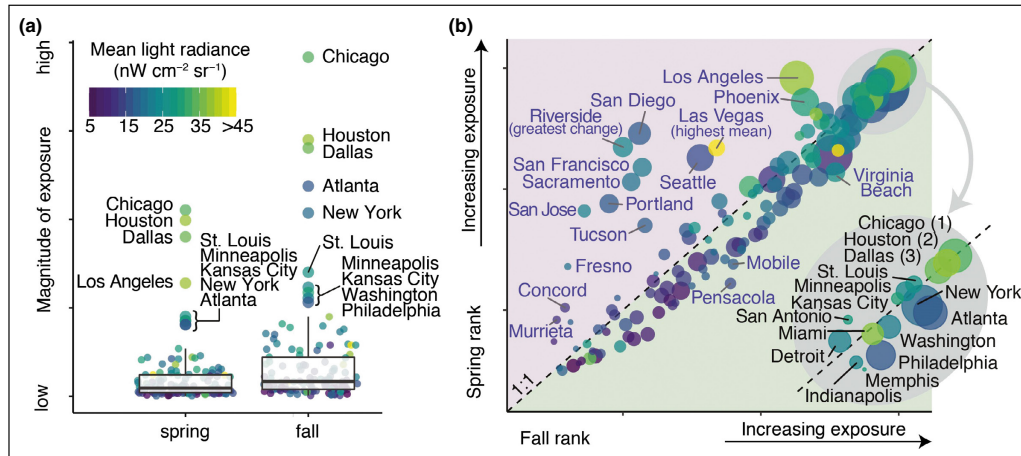 (a)
high
Magnitude of exposure
low
Mean light radiance
(nW cm⁻² sr⁻¹)
5 15 25 35 >45
Chicago
Houston
Dallas
Atlanta
New York
St. Louis
Minneapolis
Kansas City
Washington
Philadelphia
Chicago
Houston
Dallas
Los Angeles
St. Louis
Minneapolis
Kansas City
New York
Atlanta
spring
fall
(b)
Increasing exposure
Spring rank
Los Angeles
Phoenix
San Diego
Las Vegas
(highest mean)
Riverside
(greatest change)
San Francisco
Sacramento
Seattle
Portland
San Jose
Tucson
Fresno
Concord
Murrieta
Virginia
Beach
Mobile
Pensacola
Chicago (1)
Houston (2)
Dallas (3)
St. Louis
Minneapolis
Kansas City
San Antonio
Miami
Detroit
New York
Atlanta
Washington
Philadelphia
Memphis
Indianapolis
1:1
Fall rank
Increasing exposure